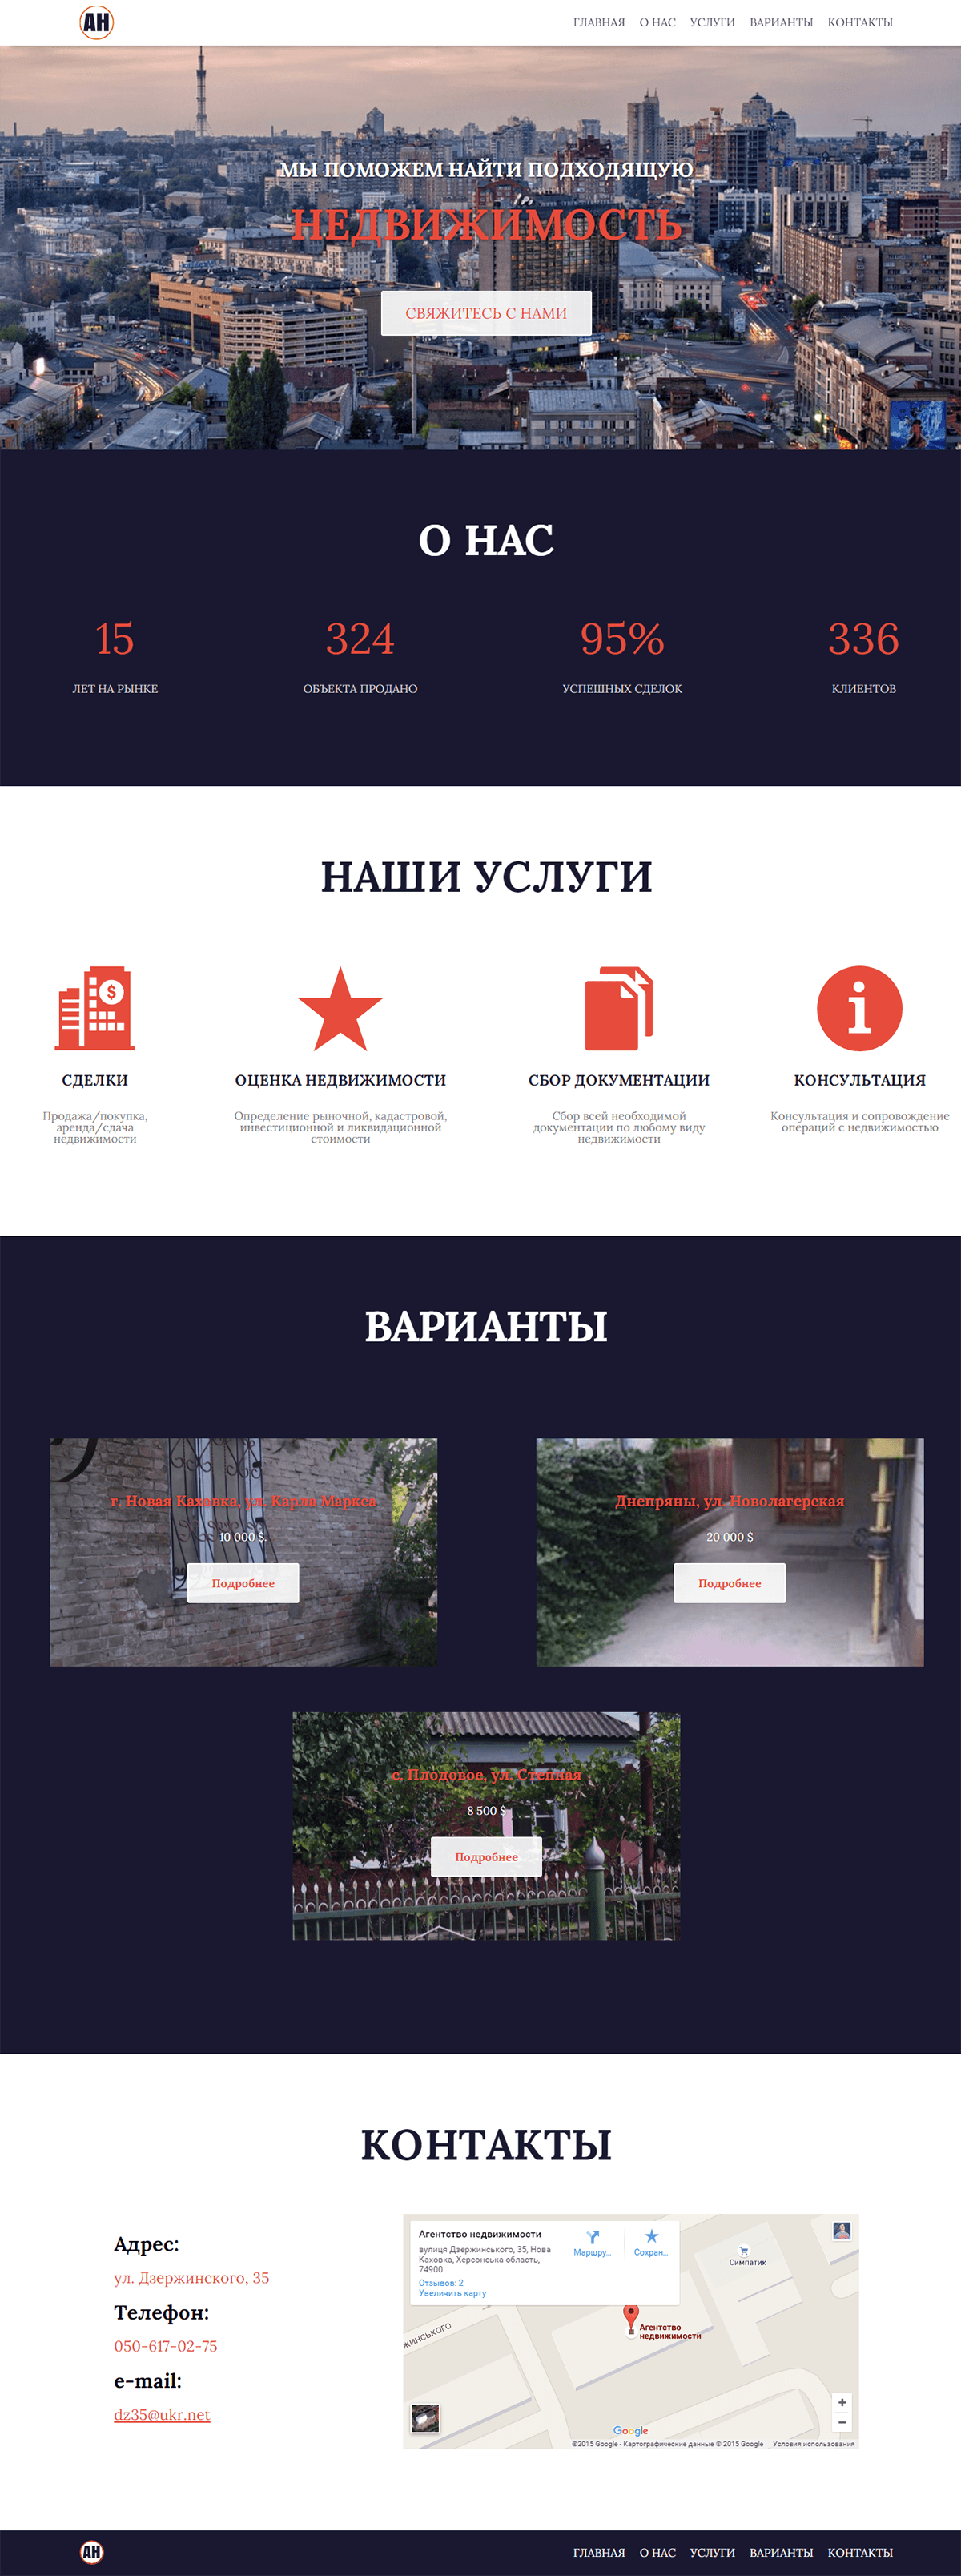 АН
ГЛАВНАЯ О НАС УСЛУГИ ВАРИАНТЫ КОНТАКТЫ
МЫ ПОМОЖЕМ НАЙТИ ПОДХОДЯЩУЮ
НЕДВИЖИМОСТЬ
СВЯЖИТЕСЬ С НАМИ
О НАС
15 324 95% 336
ЛЕТ НА РЫНКЕ ОБЪЕКТА ПРОДАНО УСПЕШНЫХ СДЕЛОК КЛИЕНТОВ
НАШИ УСЛУГИ
$
СДЕЛКИ
Продажа/покупка,
аренда/сдача
недвижимости
ОЦЕНКА НЕДВИЖИМОСТИ
Определение рыночной, кадастровой,
инвестиционной и ликвидационной
стоимости
СБОР ДОКУМЕНТАЦИИ
Сбор всей необходимой
документации по любому виду
недвижимости
i
КОНСУЛЬТАЦИЯ
Консультация и сопровождение
операций с недвижимостью
ВАРИАНТЫ
г. Новая Каховка, ул. Карла Маркса
10 000 $.
Подробнее
Днепряны, ул. Новолагерская
20 000 $
Подробнее
с. Плодовое, ул. Степная
8 500 $
Подробнее
КОНТАКТЫ
Адрес:
ул. Дзержинского, 35
Телефон:
050-617-02-75
e-mail:
dz35@ukr.net
Агентство недвижимости
вулиця Дзержинського, 35, Нова
Каховка, Херсонська область,
74900
Отзывов: 2
Увеличить карту
Маршру... Сохран...
Симпатик
жинського
Агентство
недвижимости
+
−
Google
©2015 Google - Картографические данные © 2015 Google Условия использования
АН
ГЛАВНАЯ О НАС УСЛУГИ ВАРИАНТЫ КОНТАКТЫ